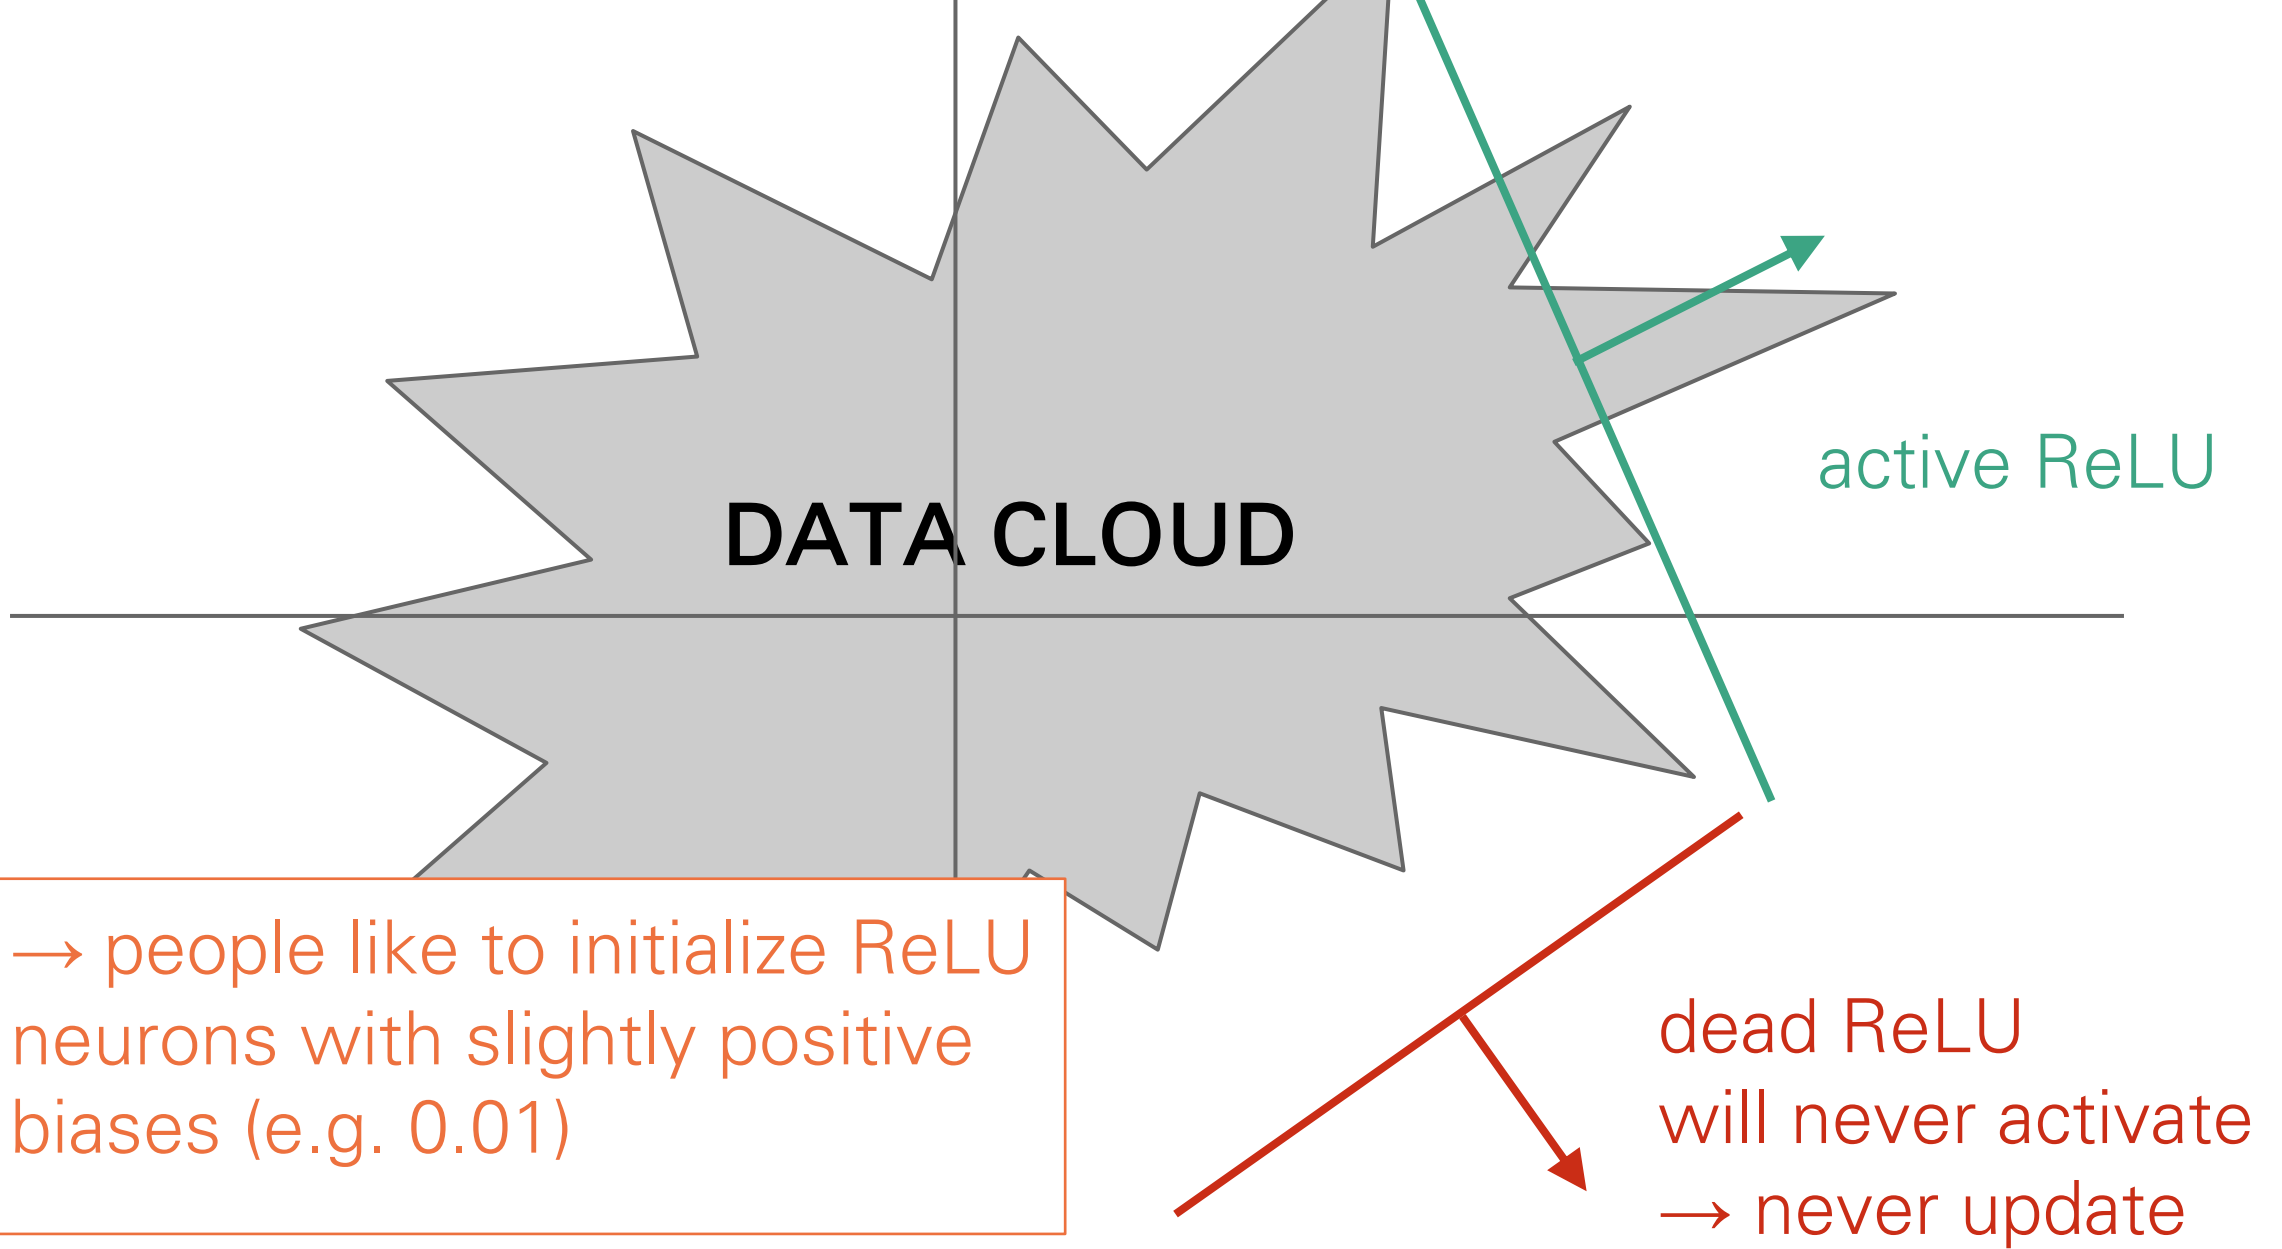 active ReLU
DATA CLOUD
→ people like to initialize ReLU
neurons with slightly positive
biases (e.g. 0.01)
dead ReLU
will never activate
→ never update